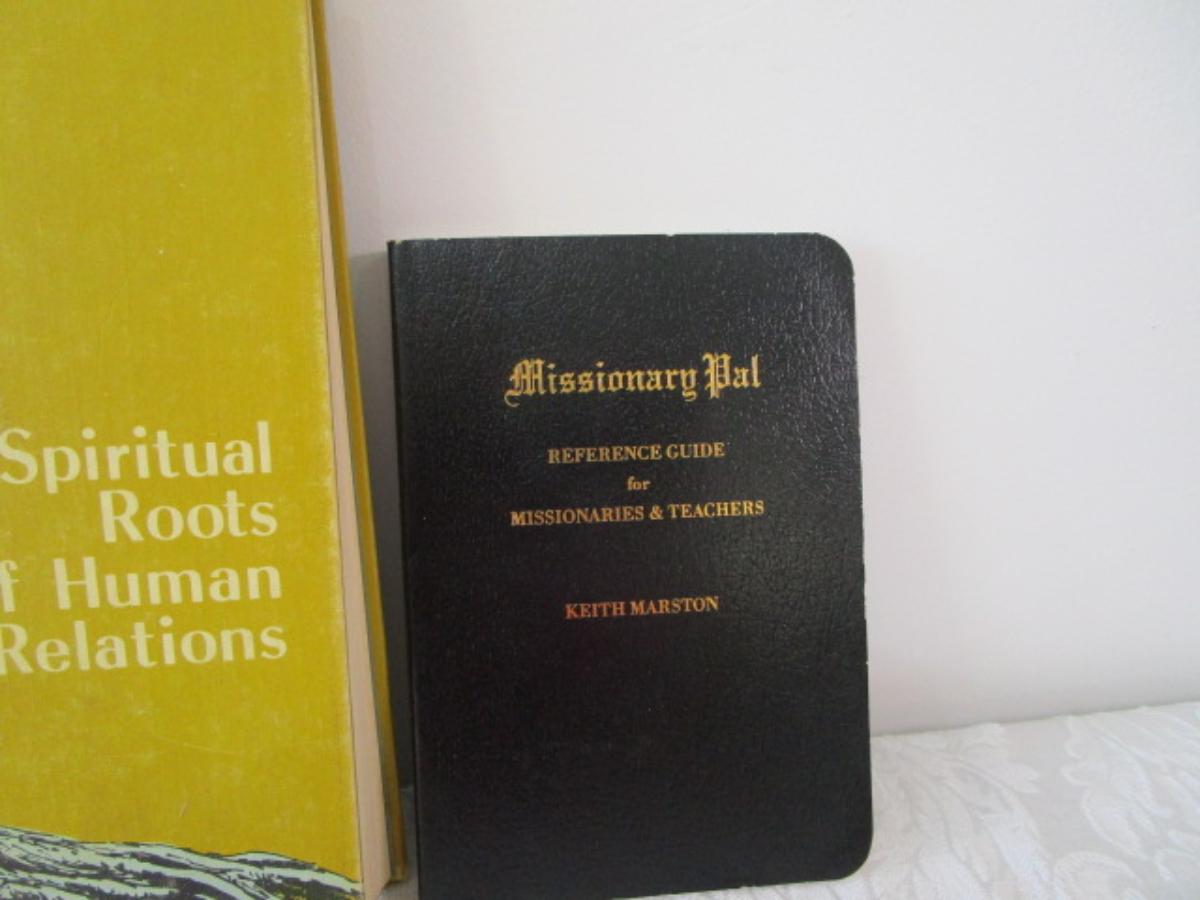 Spiritual
Roots
f Human
Relations
Missionary Pal
REFERENCE GUIDE
for
MISSIONARIES & TEACHERS
KEITH MARSTON